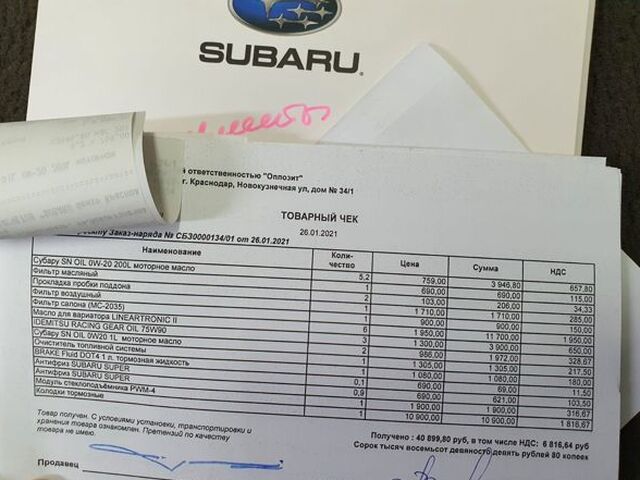 SUBARU
й ответственностью "Оппозит"
г. Краснодар, Новокузнечная ул, дом № 34/1
ТОВАРНЫЙ ЧЕК
26.01.2021
Заказ-наряда № СБЗ0000134/01 от 26.01.2021
Наименование Коли-чество Цена Сумма НДС
Субару SN OIL 0W-20 200L моторное масло 5,2 759,00 3 946,80 657,80
Фильтр масляный 1 690,00 690,00 115,00
Прокладка пробки поддона 2 103,00 206,00 34,33
Фильтр воздушный 1 1 710,00 1 710,00 285,00
Фильтр салона (MC-2035) 1 900,00 900,00 150,00
Масло для вариатора LINEARTRONIC II 6 1 950,00 11 700,00 1 950,00
IDEMITSU RACING GEAR OIL 75W90 3 1 300,00 3 900,00 650,00
Субару SN OIL 0W20 1L моторное масло 2 986,00 1 972,00 328,67
Очиститель топливной системы 1 1 305,00 1 305,00 217,50
BRAKE Fluid DOT4 1 л. тормозная жидкость 1 1 080,00 1 080,00 180,00
Антифриз SUBARU SUPER 0,1 690,00 69,00 11,50
Антифриз SUBARU SUPER 0,9 690,00 621,00 103,50
Модуль стеклоподъёмника PWM-4 1 1 900,00 1 900,00 316,67
Колодки тормозные 1 10 900,00 10 900,00 1 816,67
Получено : 40 899,80 руб, в том числе НДС: 6 816,64 руб
Сорок тысяч восемьсот девяносто девять рублей 80 копеек
Товар получен. С условиями установки, транспортировки и
хранения товара ознакомлен. Претензий по качеству
товара не имею.
Продавец